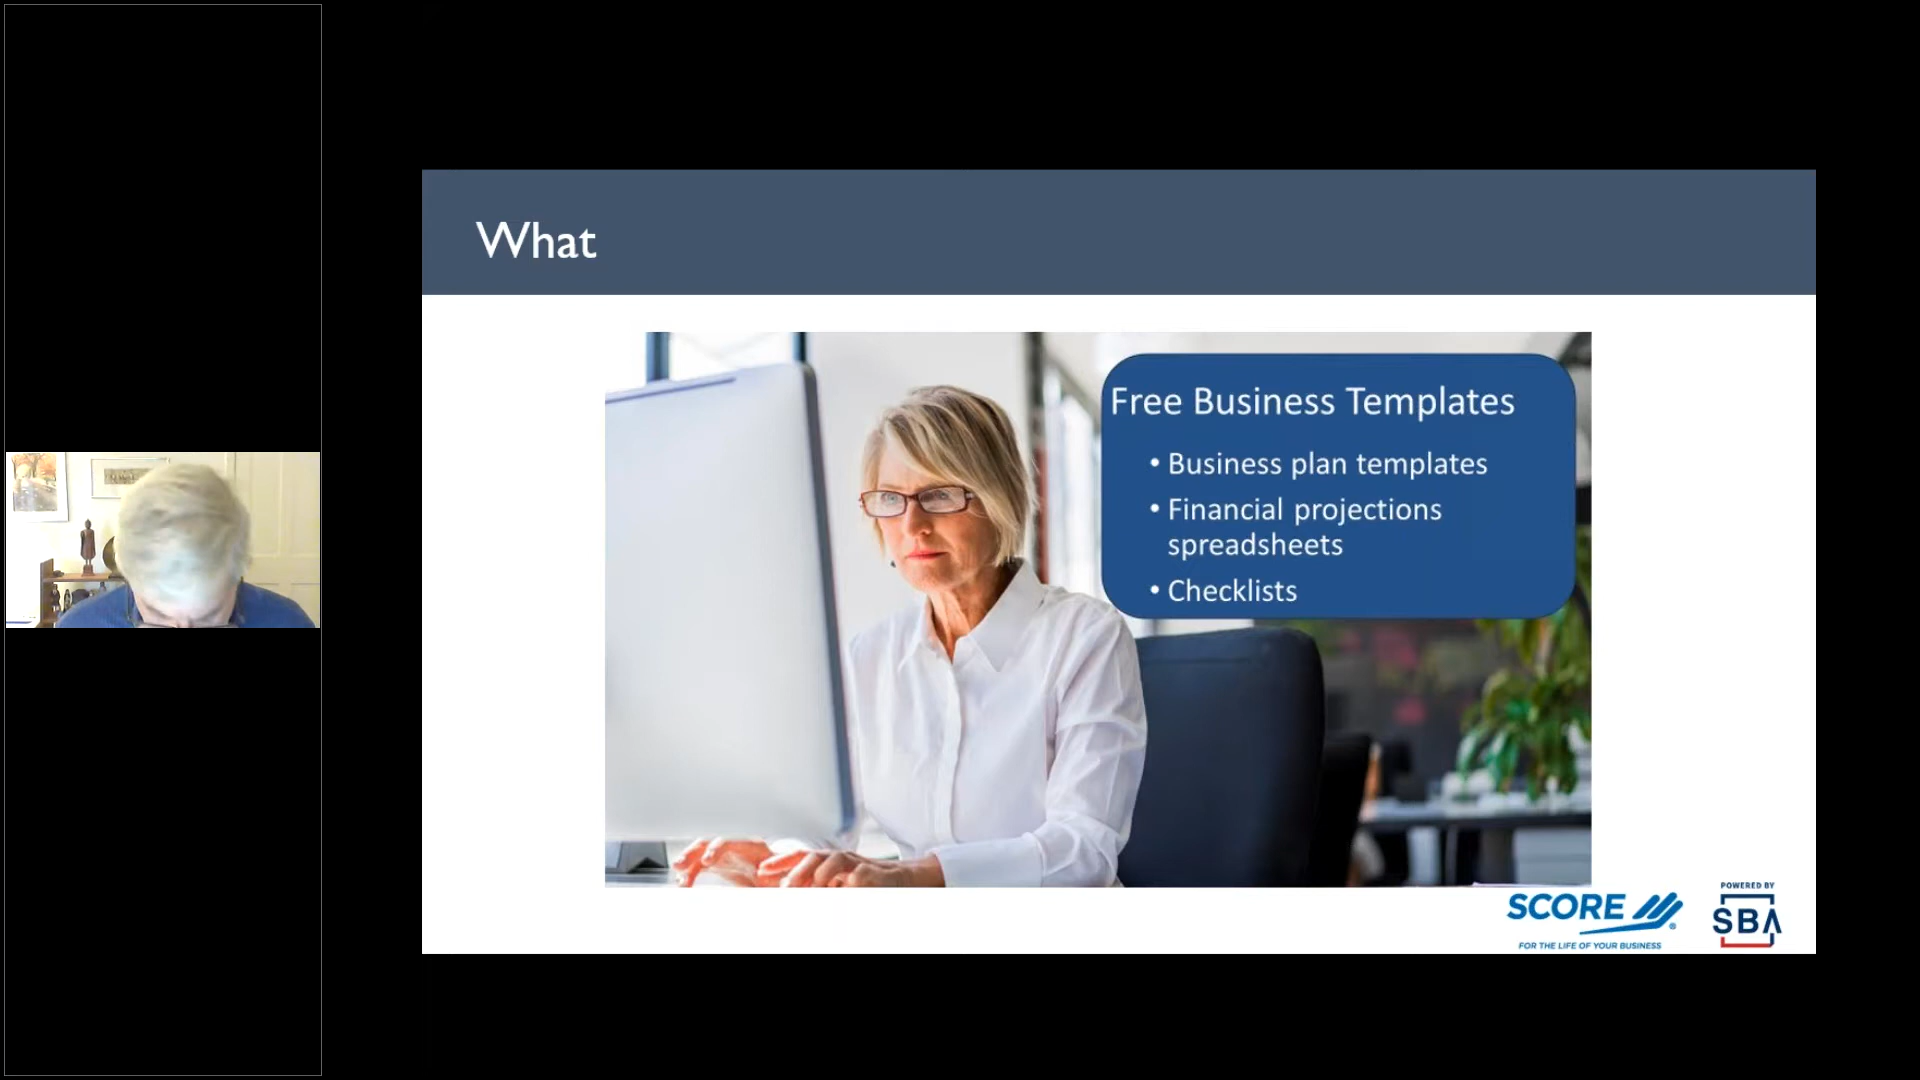 What
Free Business Templates
• Business plan templates
• Financial projections
spreadsheets
• Checklists
SCORE
FOR THE LIFE OF YOUR BUSINESS
POWERED BY
SBA